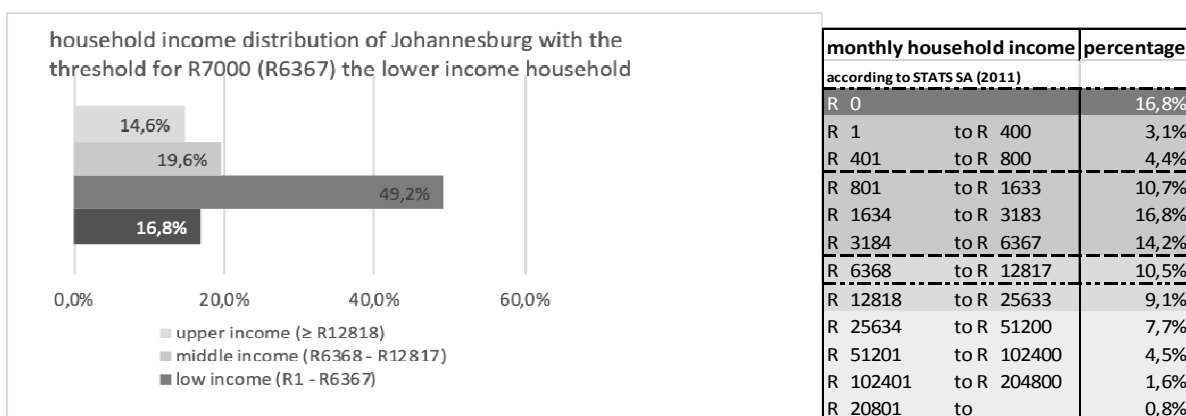 household income distribution of Johannesburg with the
threshold for R7000 (R6367) the lower income household
14,6%
19,6%
49,2%
16,8%
0,0% 20,0% 40,0% 60,0%
upper income (≥ R12818)
middle income (R6368 - R12817)
low income (R1 - R6367)
monthly household income percentage
according to STATS SA (2011)
R 0 16,8%
R 1 to R 400 3,1%
R 401 to R 800 4,4%
R 801 to R 1633 10,7%
R 1634 to R 3183 16,8%
R 3184 to R 6367 14,2%
R 6368 to R 12817 10,5%
R 12818 to R 25633 9,1%
R 25634 to R 51200 7,7%
R 51201 to R 102400 4,5%
R 102401 to R 204800 1,6%
R 20801 to 0,8%